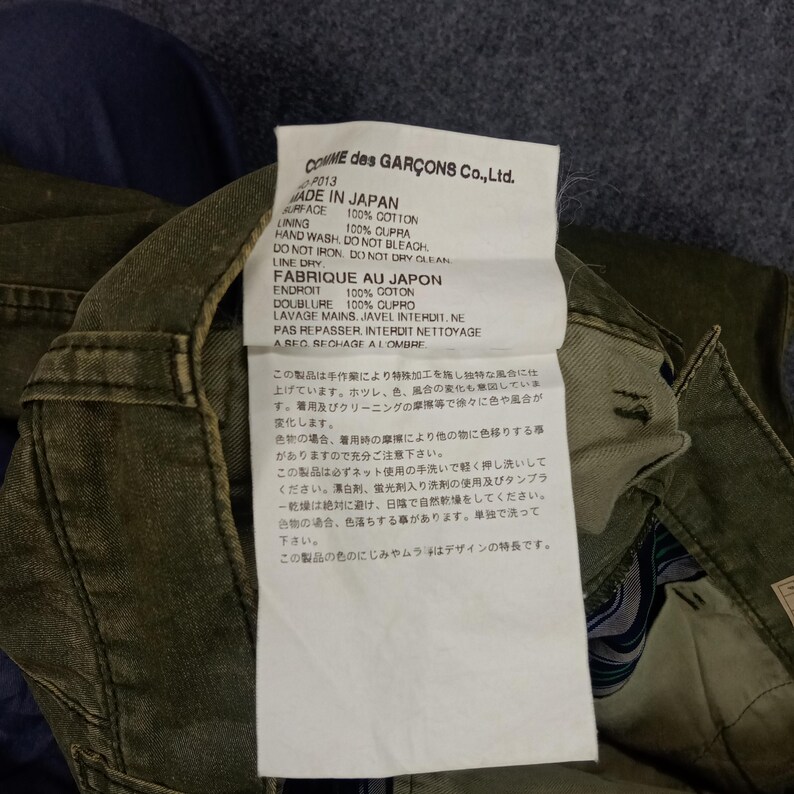 COMME des GARÇONS Co.,Ltd.
NO P013
MADE IN JAPAN
SURFACE 100% COTTON
LINING 100% CUPRA
HAND WASH. DO NOT BLEACH.
DO NOT IRON. DO NOT DRY CLEAN.
LINE DRY.
FABRIQUE AU JAPON
ENDROIT 100% COTON
DOUBLURE 100% CUPRO
LAVAGE MAINS. JAVEL INTERDIT. NE
PAS REPASSER. INTERDIT NETTOYAGE
A SEC. SECHAGE A L'OMBRE.
この製品は手作業により特殊加工を施し独特な風合に仕
上げています。ホツレ、色、風合の変化も意図していま
す。着用及びクリーニングの摩擦等で徐々に色や風合が
変化します。
色物の場合、着用時の摩擦により他の物に色移りする事
がありますので充分ご注意下さい。
この製品は必ずネット使用の手洗いで軽く押し洗いして
ください。漂白剤、蛍光剤入り洗剤の使用及びタンブラ
ー乾燥は絶対に避け、日陰で自然乾燥をしてください。
色物の場合、色落ちする事があります。単独で洗って
下さい。
この製品の色のにじみやムラ等はデザインの特長です。